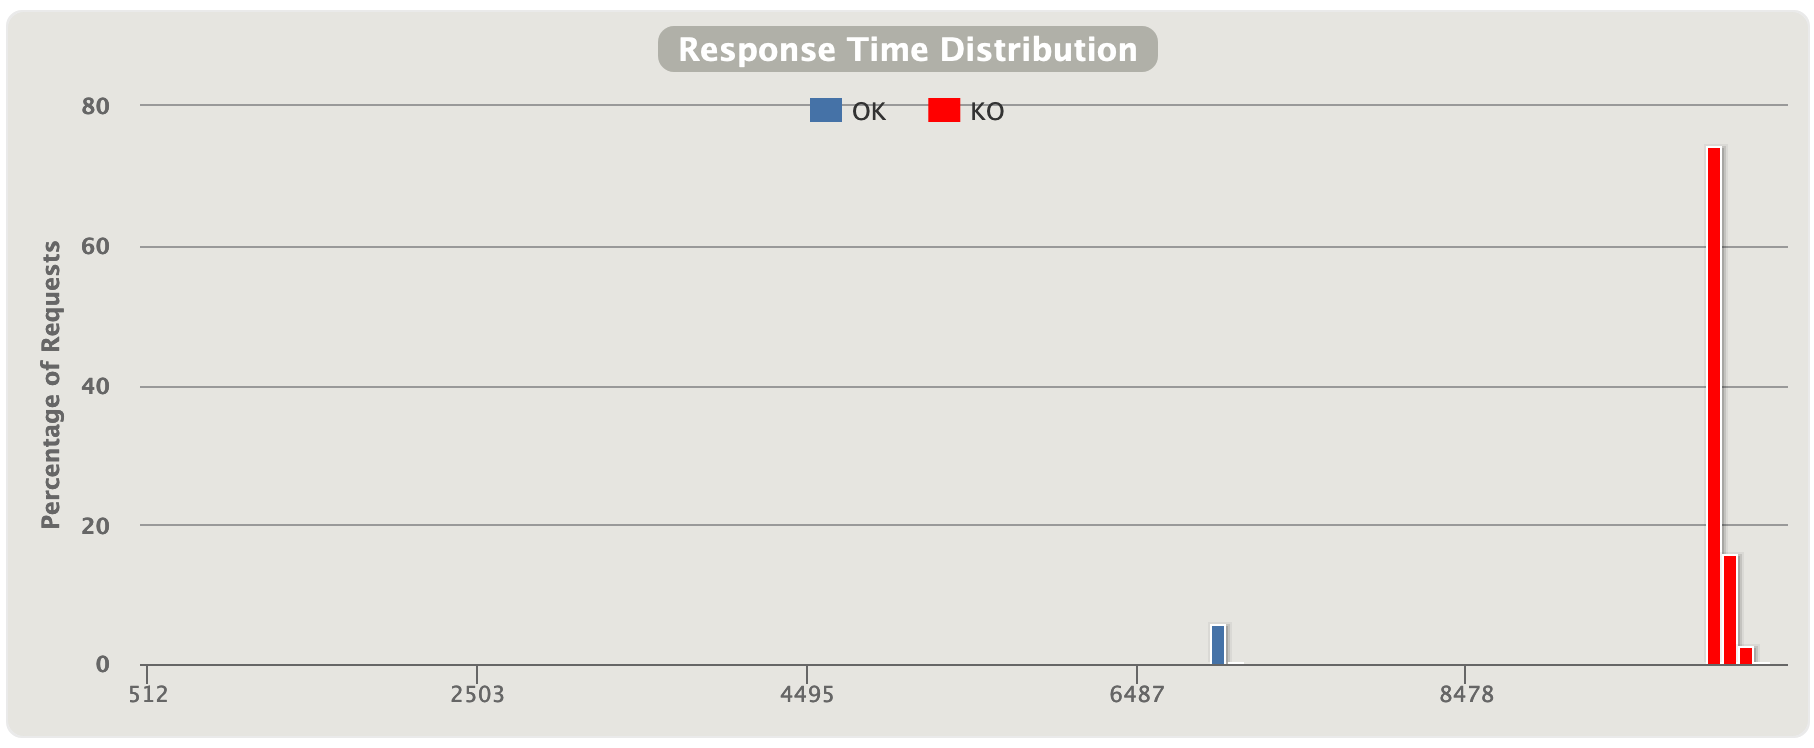 Response Time Distribution
OK KO
Percentage of Requests
80
60
40
20
0
512 2503 4495 6487 8478